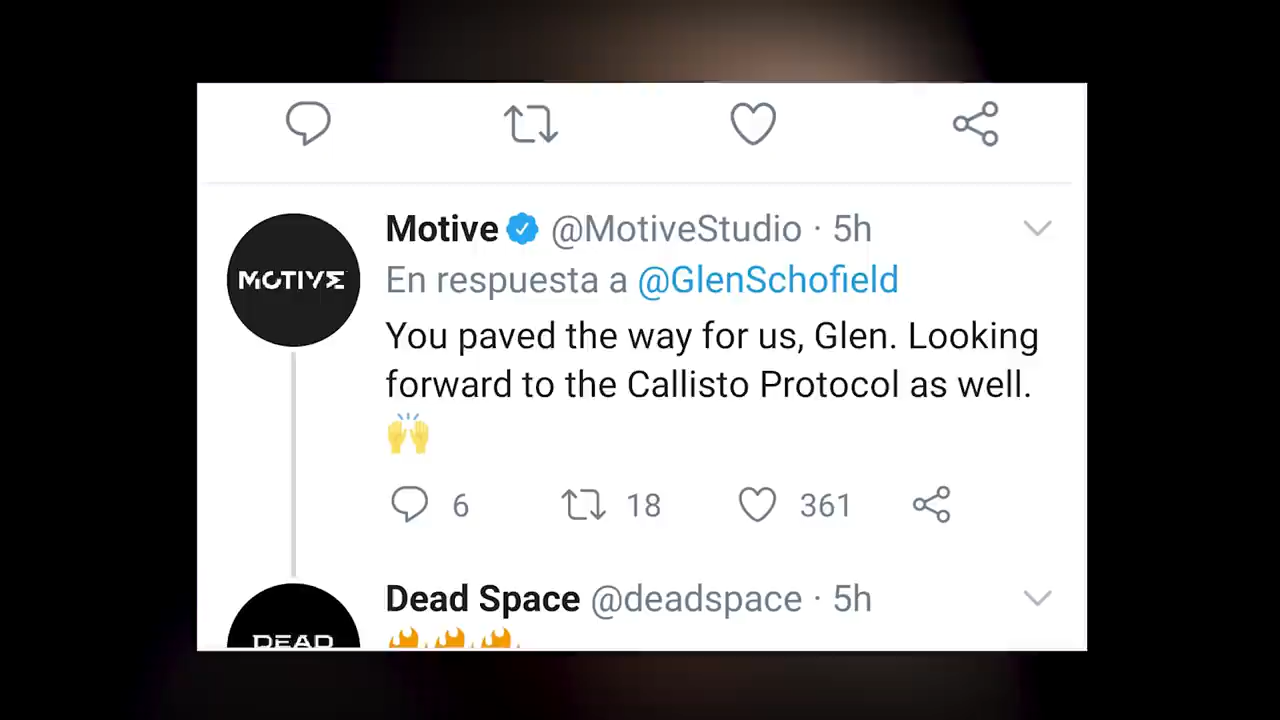 MOTIVE
Motive @MotiveStudio · 5h
En respuesta a @GlenSchofield
You paved the way for us, Glen. Looking
forward to the Callisto Protocol as well.
🙌
6 18 361
DEAD
Dead Space @deadspace · 5h
🔥🔥🔥